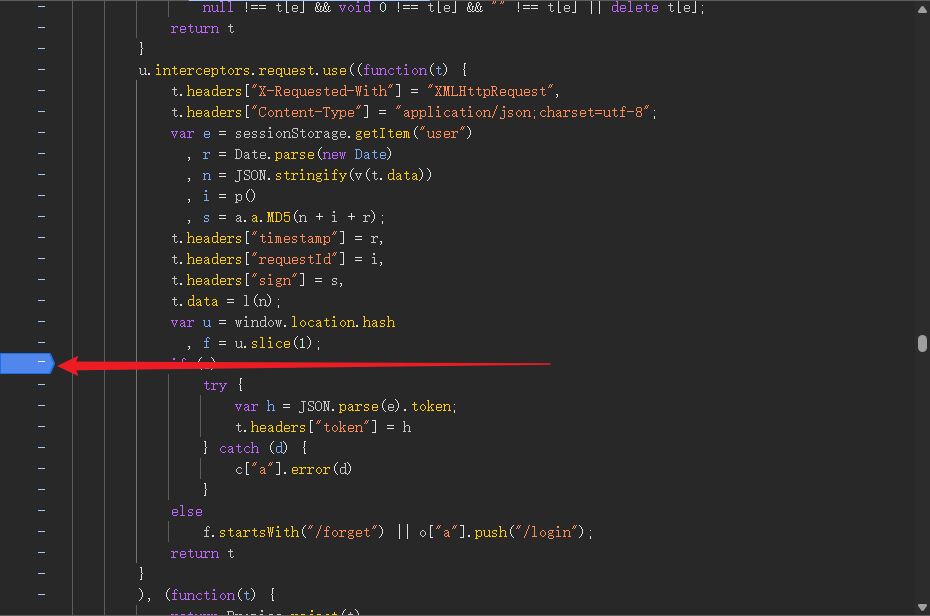 null !== t[e] && void 0 !== t[e] && "" !== t[e] || delete t[e];
return t
}
u.interceptors.request.use((function(t) {
t.headers["X-Requested-With"] = "XMLHttpRequest",
t.headers["Content-Type"] = "application/json;charset=utf-8";
var e = sessionStorage.getItem("user")
, r = Date.parse(new Date)
, n = JSON.stringify(v(t.data))
, i = p()
, s = a.a.MD5(n + i + r);
t.headers["timestamp"] = r,
t.headers["requestId"] = i,
t.headers["sign"] = s,
t.data = l(n);
var u = window.location.hash
, f = u.slice(1);
if (
try {
var h = JSON.parse(e).token;
t.headers["token"] = h
} catch (d) {
c["a"].error(d)
}
else
f.startsWith("/forget") || o["a"].push("/login");
return t
}
), (function(t) {
return Promise.reject(t)